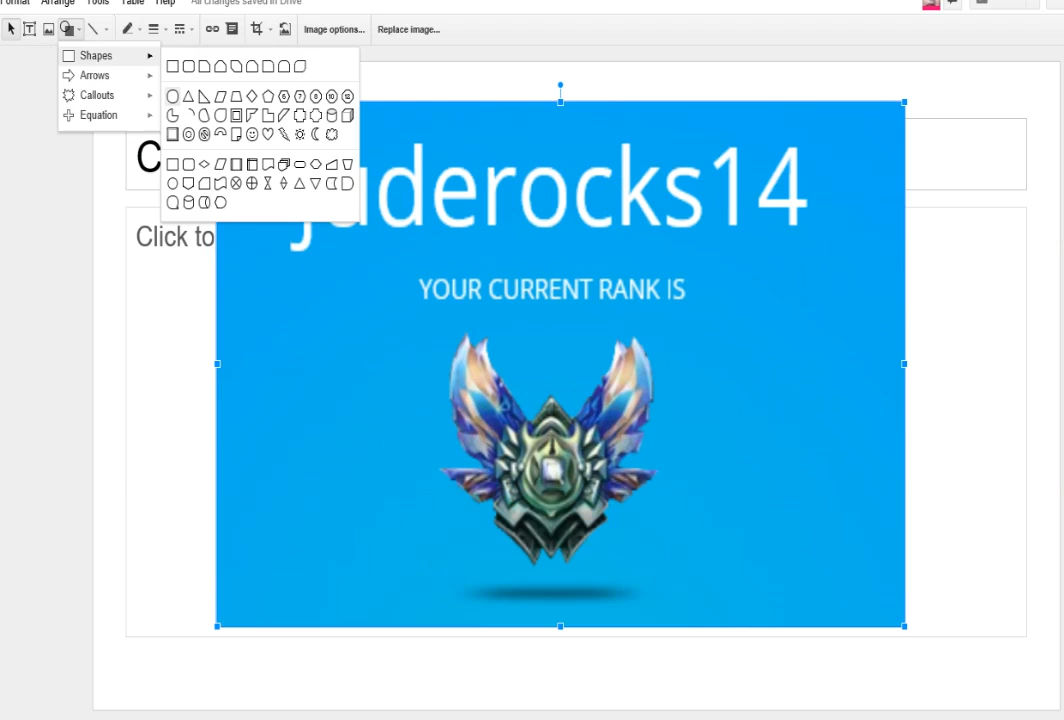 Format Arrange Tools Table Help All changes saved in Drive
Image options... Replace image...
Shapes
Arrows
Callouts
Equation
juderocks14
Click to
YOUR CURRENT RANK IS